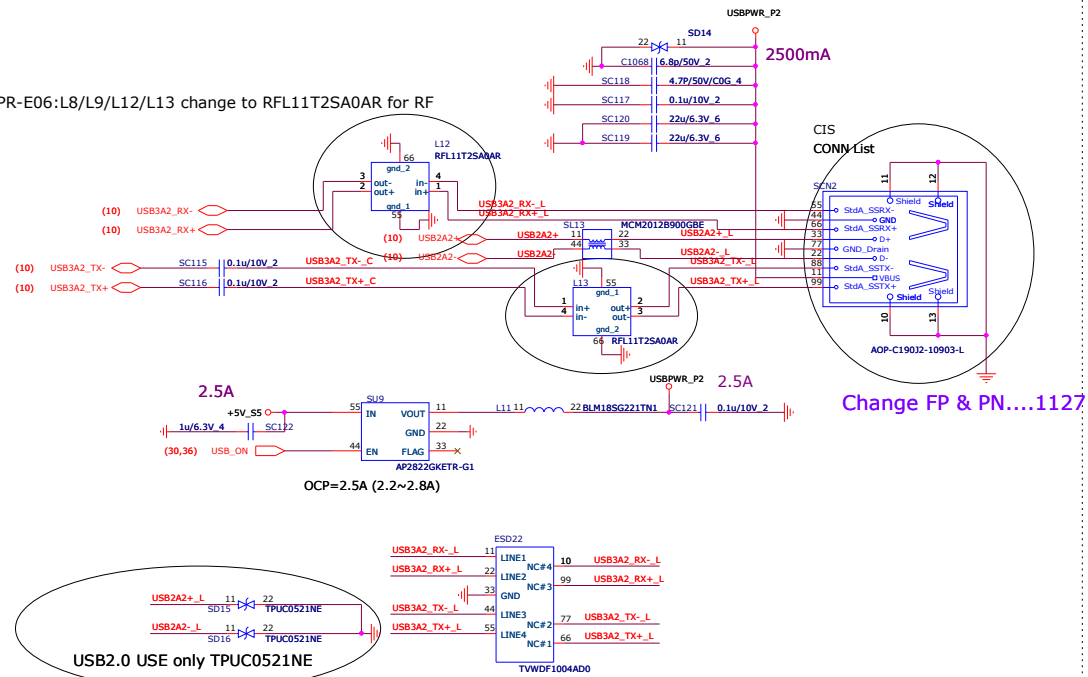 USBPWR_P2
SD14
22 11
2500mA
C1068 6.8p/50V_2
SC118 4.7P/50V/C0G_4
PR-E06:L8/L9/L12/L13 change to RFL11T2SA0AR for RF
SC117 0.1u/10V_2
SC120 22u/6.3V_6
SC119 22u/6.3V_6
CIS
CONN List
L12
RFL11T2SA0AR
66
gnd_2
3 out- in- 4
2 out+ in+ 1
gnd_1
55
11 12
SCN2
Shield Shield
(10) USB3A2_RX-
USB3A2_RX-_L
55 StdA_SSRX-
USB3A2_RX+_L
44 GND
(10) USB3A2_RX+
66 StdA_SSRX+
SL13 MCM2012B900GBE
(10) USB2A2+ USB2A2+ 11 22 USB2A2+_L
33 D+
44 33
77 GND_Drain
(10) USB2A2- USB2A2- USB2A2-_L
22 D-
(10) USB3A2_TX- SC115 0.1u/10V_2 USB3A2_TX-_C
USB3A2_TX-_L
88 StdA_SSTX-
11 VBUS
(10) USB3A2_TX+ SC116 0.1u/10V_2 USB3A2_TX+_C
USB3A2_TX+_L
99 StdA_SSTX+
L13 55
gnd_1
1 in+ out+ 2
4 in- out- 3
gnd_2
66 RFL11T2SA0AR
Shield Shield
10 13
AOP-C190J2-10903-L
Change FP & PN....1127
2.5A
+5V_S5
SU9
55 IN VOUT 11
GND 22
44 EN FLAG 33
AP2822GKETR-G1
1u/6.3V_4 SC122
(30,36) USB_ON
OCP=2.5A (2.2~2.8A)
L11 11 22 BLM18SG221TN1
USBPWR_P2 2.5A
SC121 0.1u/10V_2
ESD22
USB3A2_RX-_L 11 LINE1
NC#4 10 USB3A2_RX-_L
USB3A2_RX+_L 22 LINE2
NC#3 99 USB3A2_RX+_L
33 GND
USB3A2_TX-_L 44 LINE3
NC#2 77 USB3A2_TX-_L
USB3A2_TX+_L 55 LINE4
NC#1 66 USB3A2_TX+_L
TVWDF1004AD0
USB2A2+_L 11 22
SD15 TPUC0521NE
USB2A2-_L 11 22
SD16 TPUC0521NE
USB2.0 USE only TPUC0521NE